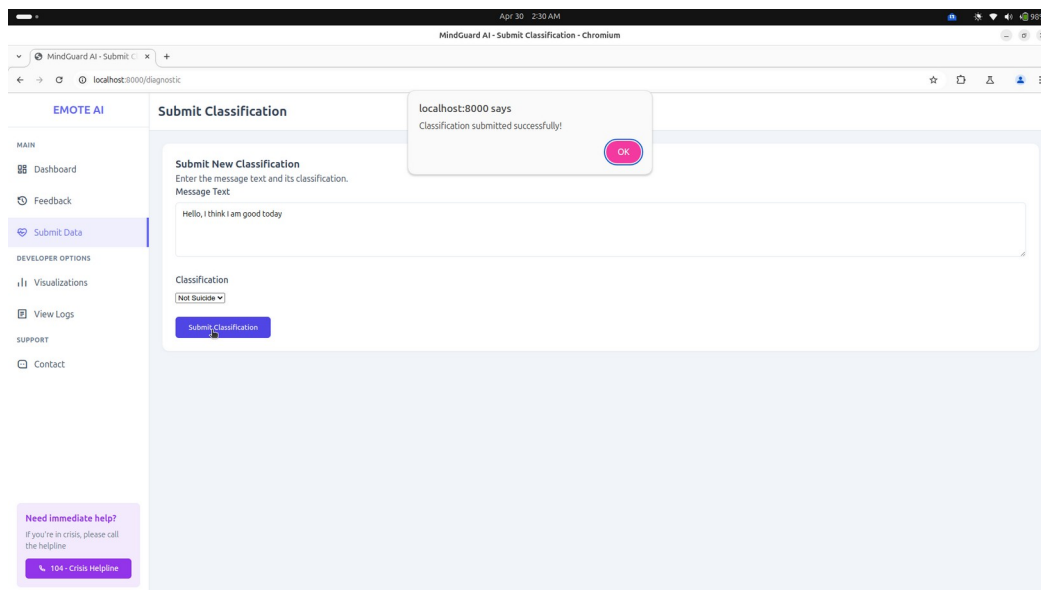 Apr 30 2:30 AM
98%
MindGuard AI - Submit Classification - Chromium
MindGuard AI - Submit C
localhost:8000/diagnostic
EMOTE AI
Submit Classification
localhost:8000 says
Classification submitted successfully!
OK
MAIN
Dashboard
Feedback
Submit Data
DEVELOPER OPTIONS
Visualizations
View Logs
SUPPORT
Contact
Submit New Classification
Enter the message text and its classification.
Message Text
Hello, I think I am good today
Classification
Not Suicide
Submit Classification
Need immediate help?
If you're in crisis, please call
the helpline
104 - Crisis Helpline